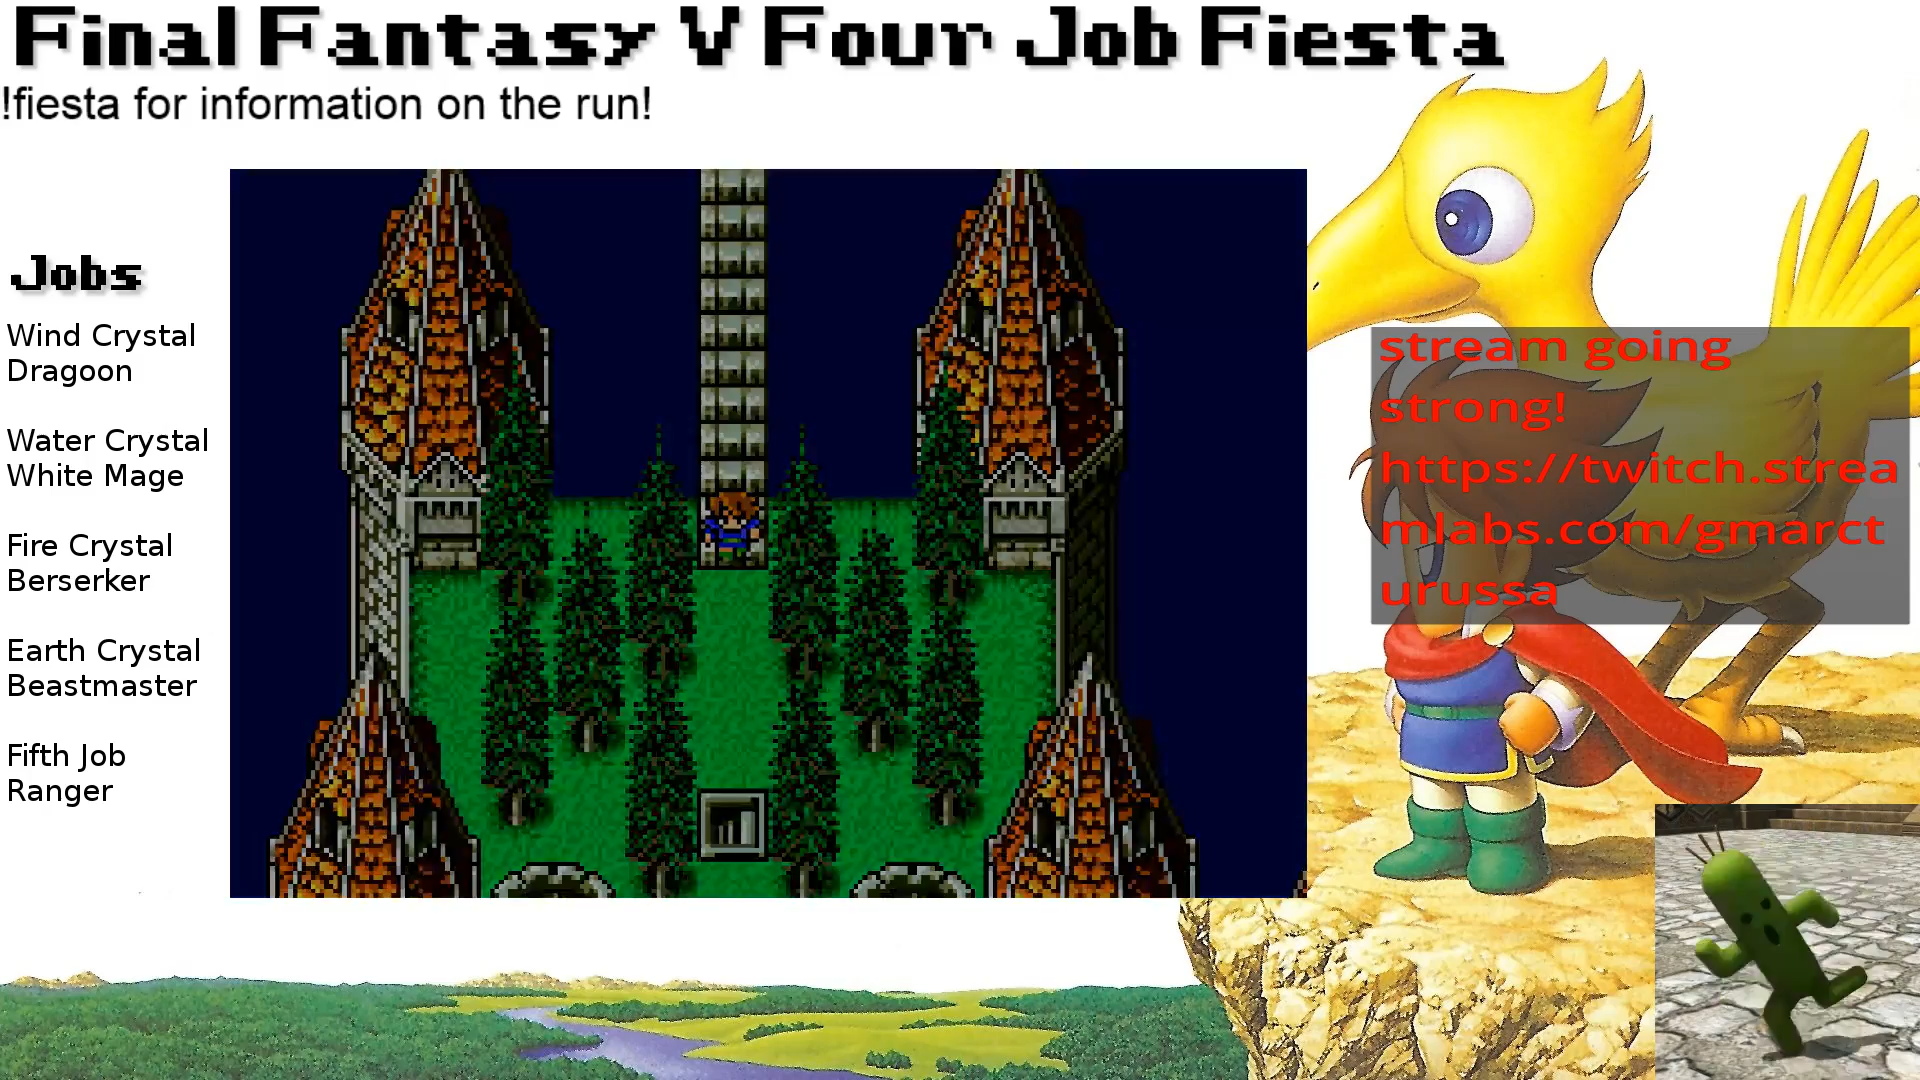 Final Fantasy V Four Job Fiesta
!fiesta for information on the run!
Jobs
Wind Crystal
Dragoon
Water Crystal
White Mage
Fire Crystal
Berserker
Earth Crystal
Beastmaster
Fifth Job
Ranger
stream going
strong!
https://twitch.strea
mlabs.com/gmarct
urussa